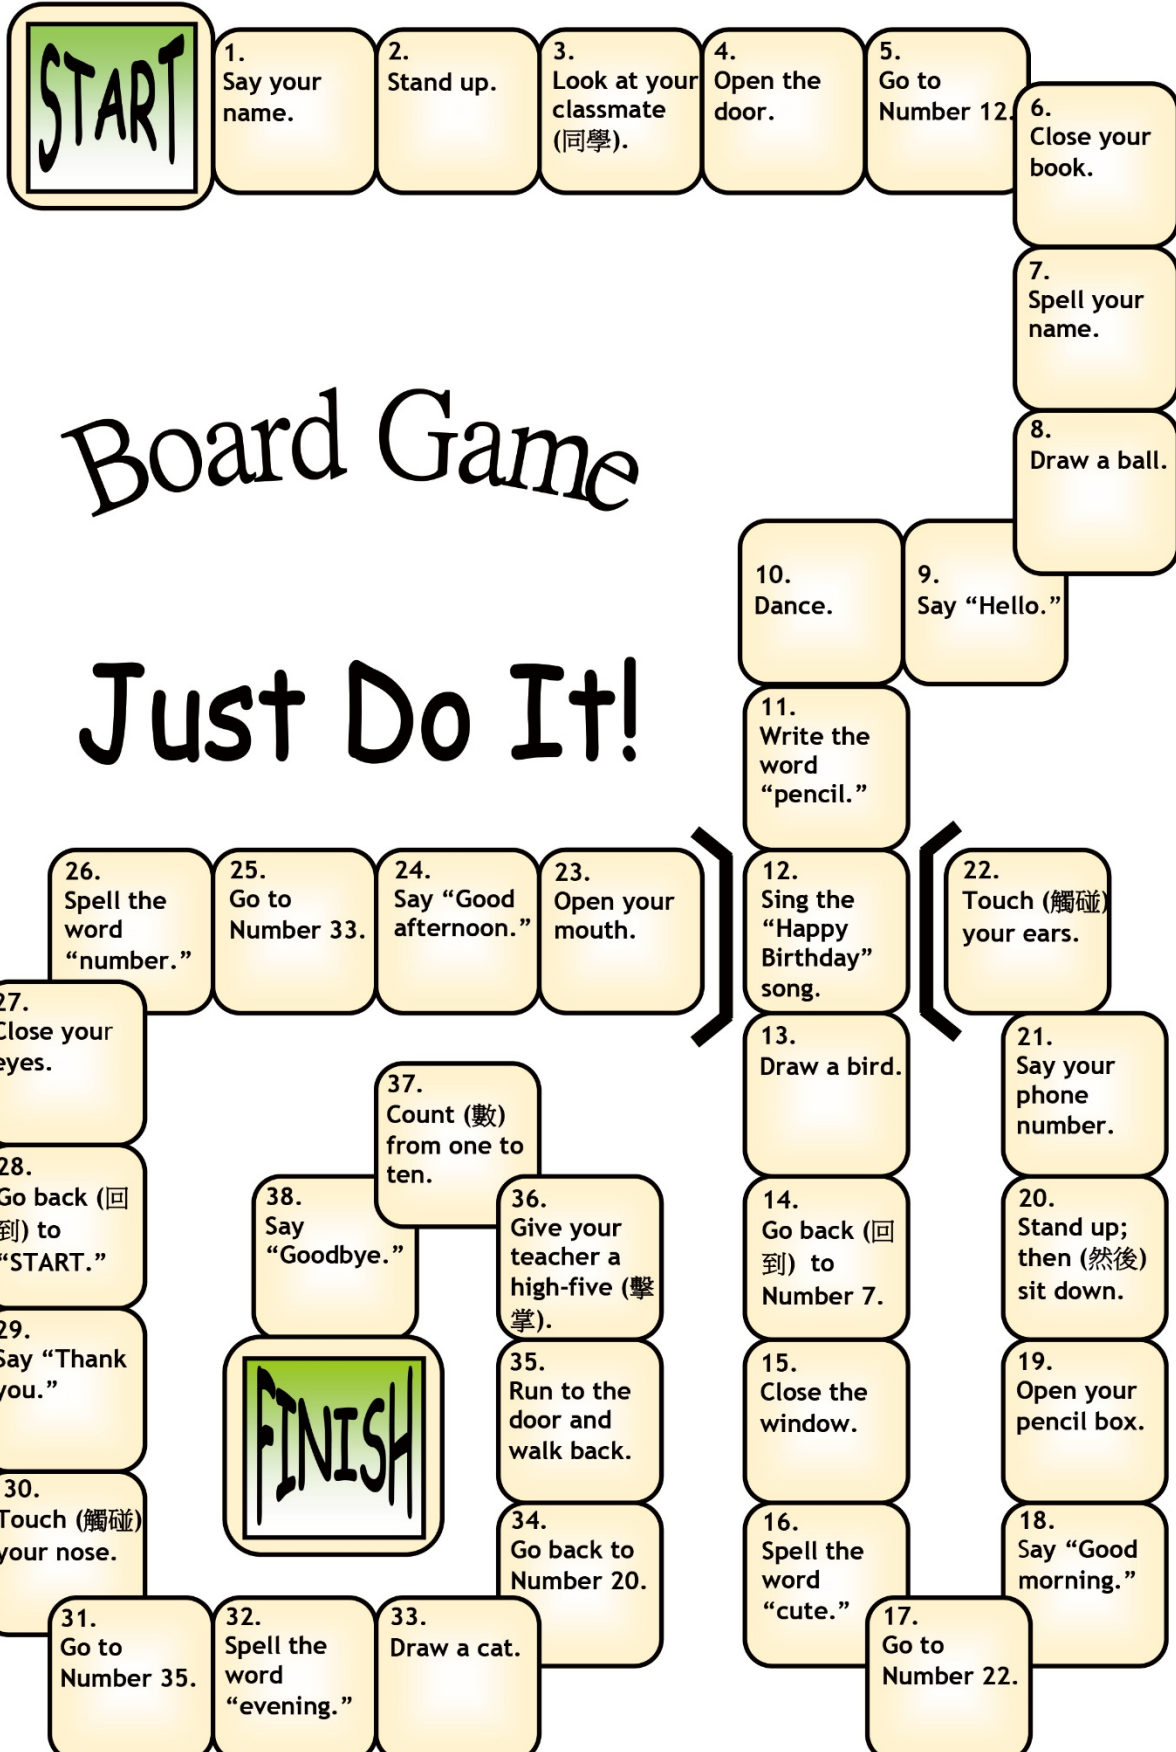 START
1.
Say your
name.
2.
Stand up.
3.
Look at your
classmate
(同學).
4.
Open the
door.
5.
Go to
Number 12.
6.
Close your
book.
7.
Spell your
name.
8.
Draw a ball.
Board Game
Just Do It!
9.
Say “Hello.”
10.
Dance.
11.
Write the
word
“pencil.”
12.
Sing the
“Happy
Birthday”
song.
13.
Draw a bird.
14.
Go back (回
到) to
Number 7.
15.
Close the
window.
16.
Spell the
word
“cute.”
17.
Go to
Number 22.
18.
Say “Good
morning.”
19.
Open your
pencil box.
20.
Stand up;
then (然後)
sit down.
21.
Say your
phone
number.
22.
Touch (觸碰)
your ears.
23.
Open your
mouth.
24.
Say “Good
afternoon.”
25.
Go to
Number 33.
26.
Spell the
word
“number.”
27.
Close your
eyes.
28.
Go back (回
到) to
“START.”
29.
Say “Thank
you.”
30.
Touch (觸碰)
your nose.
31.
Go to
Number 35.
32.
Spell the
word
“evening.”
33.
Draw a cat.
34.
Go back to
Number 20.
35.
Run to the
door and
walk back.
36.
Give your
teacher a
high-five (擊
掌).
37.
Count (數)
from one to
ten.
38.
Say
“Goodbye.”
FINISH